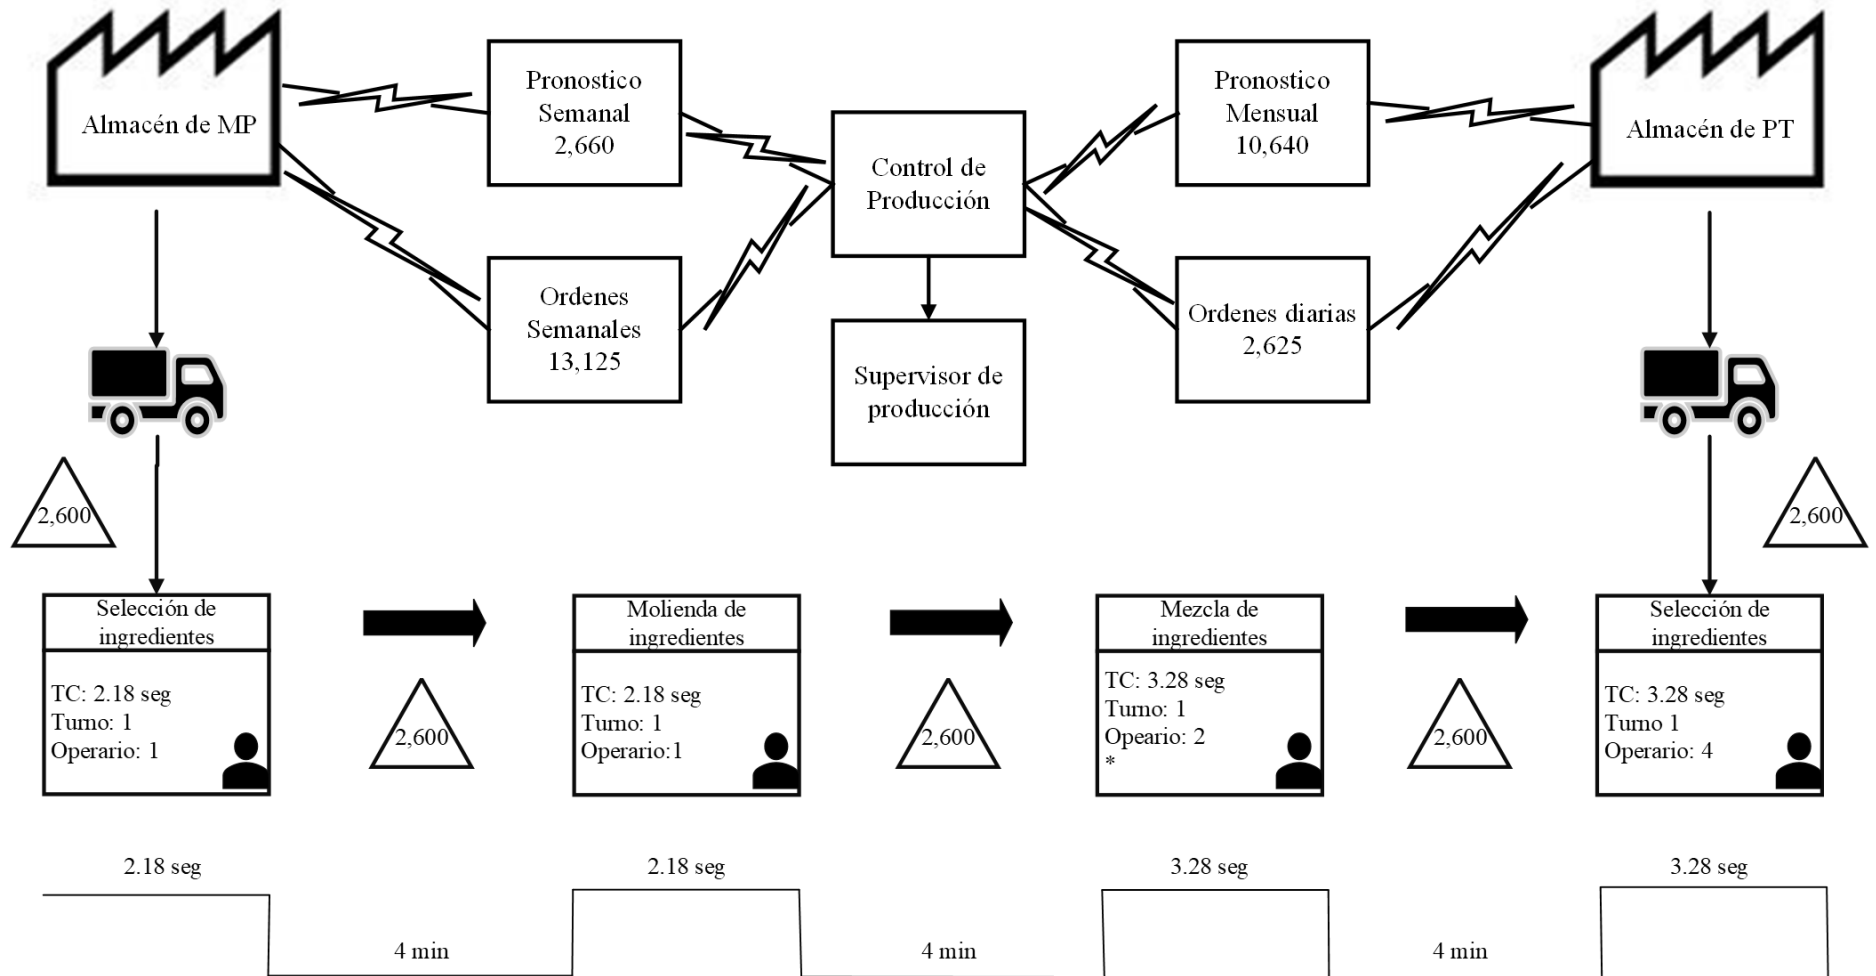 Almacén de MP
Pronostico
Semanal
2,660
Control de
Producción
Pronostico
Mensual
10,640
Almacén de PT
Ordenes
Semanales
13,125
Supervisor de
producción
Ordenes diarias
2,625
2,600
2,600
Selección de
ingredientes
TC: 2.18 seg
Turno: 1
Operario: 1
2,600
Molienda de
ingredientes
TC: 2.18 seg
Turno: 1
Operario:1
2,600
Mezcla de
ingredientes
TC: 3.28 seg
Turno: 1
Opeario: 2
*
2,600
Selección de
ingredientes
TC: 3.28 seg
Turno 1
Operario: 4
2.18 seg
2.18 seg
3.28 seg
3.28 seg
4 min
4 min
4 min